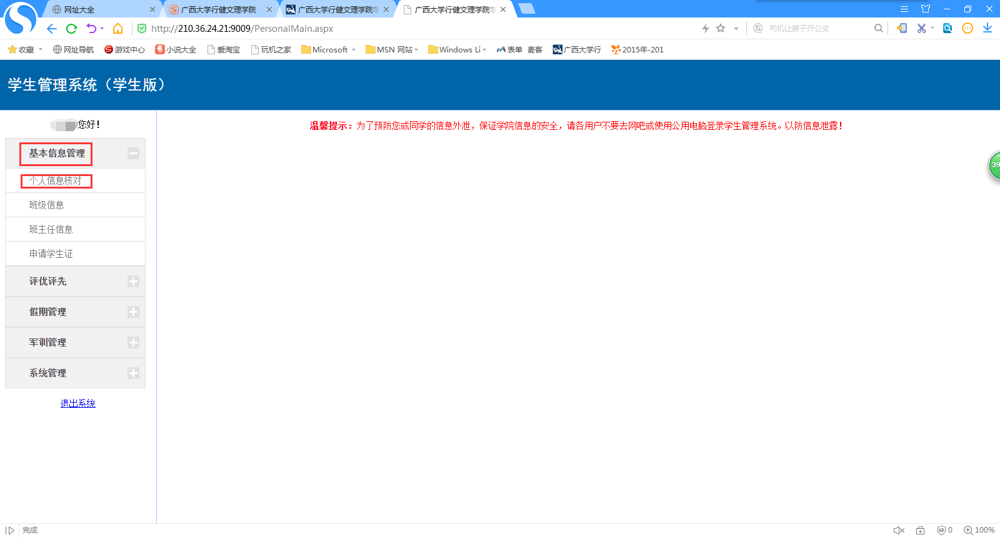 网址大全
广西大学行健文理学院 -
广西大学行健文理学院学
广西大学行健文理学院学
http://210.36.24.21:9009/PersonalMain.aspx
司机让猴子开公交
收藏 网址导航 游戏中心 小说大全 爱淘宝 玩机之家 Microsoft MSN 网站 Windows Li 表单 麦客 广西大学行 2015年-201
学生管理系统（学生版）
您好！
温馨提示：为了预防您或同学的信息外泄，保证学院信息的安全，请各用户不要去网吧或使用公用电脑登录学生管理系统。以防信息泄露！
基本信息管理
个人信息核对
班级信息
班主任信息
申请学生证
评优评先
假期管理
军训管理
系统管理
退出系统
39
完成
0
100%